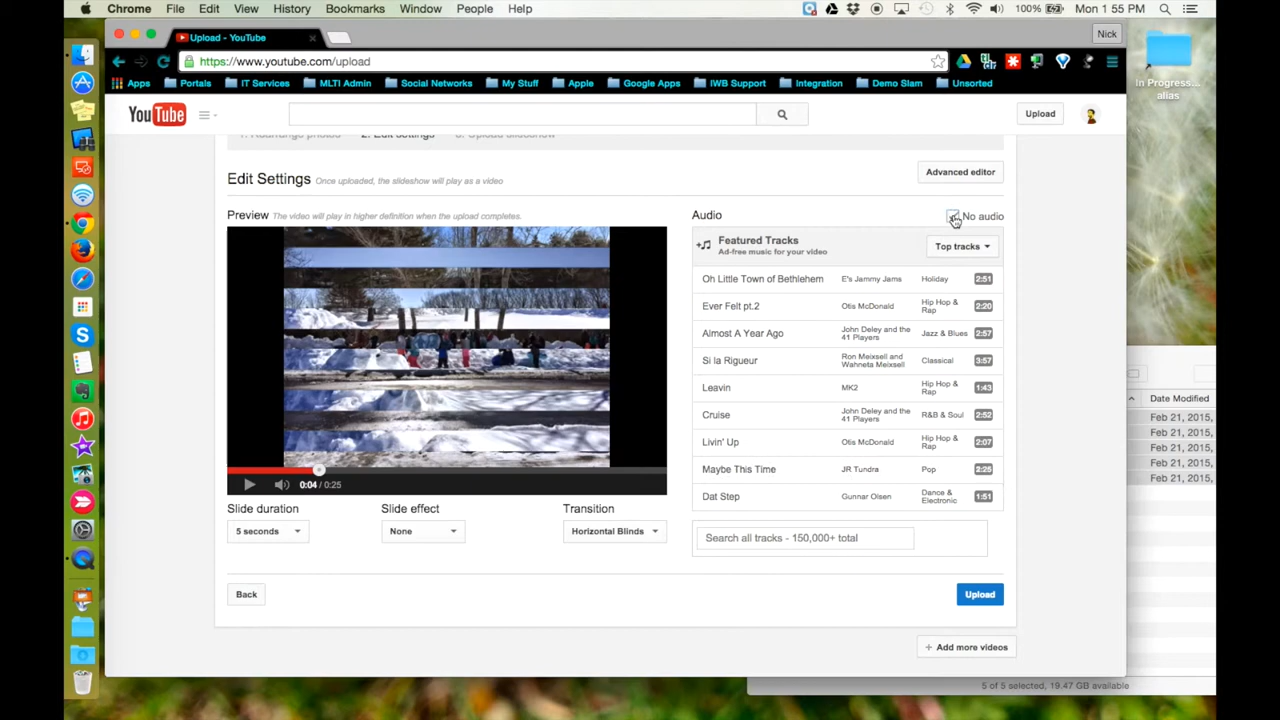 Chrome File Edit View History Bookmarks Window People Help
100% Mon 1 55 PM
Upload - YouTube
Nick
https://www.youtube.com/upload
Apps Portals IT Services MLTI Admin Social Networks My Stuff Apple Google Apps IWB Support Integration Demo Slam Unsorted
In Progress... alias
YouTube
Upload
1. Rearrange photos 2. Edit settings 3. Upload slideshow
Edit Settings Once uploaded, the slideshow will play as a video
Advanced editor
Preview The video will play in higher definition when the upload completes.
Audio
No audio
Featured Tracks
Ad-free music for your video
Top tracks
Oh Little Town of Bethlehem E's Jammy Jams Holiday 2:51
Ever Felt pt.2 Otis McDonald Hip Hop & Rap 2:20
Almost A Year Ago John Deley and the 41 Players Jazz & Blues 2:57
Si la Rigueur Ron Meixsell and Wahneta Meixsell Classical 3:57
Leavin MK2 Hip Hop & Rap 1:43
Cruise John Deley and the 41 Players R&B & Soul 2:52
Livin' Up Otis McDonald Hip Hop & Rap 2:07
Maybe This Time JR Tundra Pop 2:25
Dat Step Gunnar Olsen Dance & Electronic 1:51
Search all tracks - 150,000+ total
0:04 / 0:25
Slide duration Slide effect Transition
5 seconds None Horizontal Blinds
Back
Upload
+ Add more videos
Date Modified
Feb 21, 2015,
Feb 21, 2015,
Feb 21, 2015,
Feb 21, 2015,
Feb 21, 2015,
5 of 5 selected, 19.47 GB available